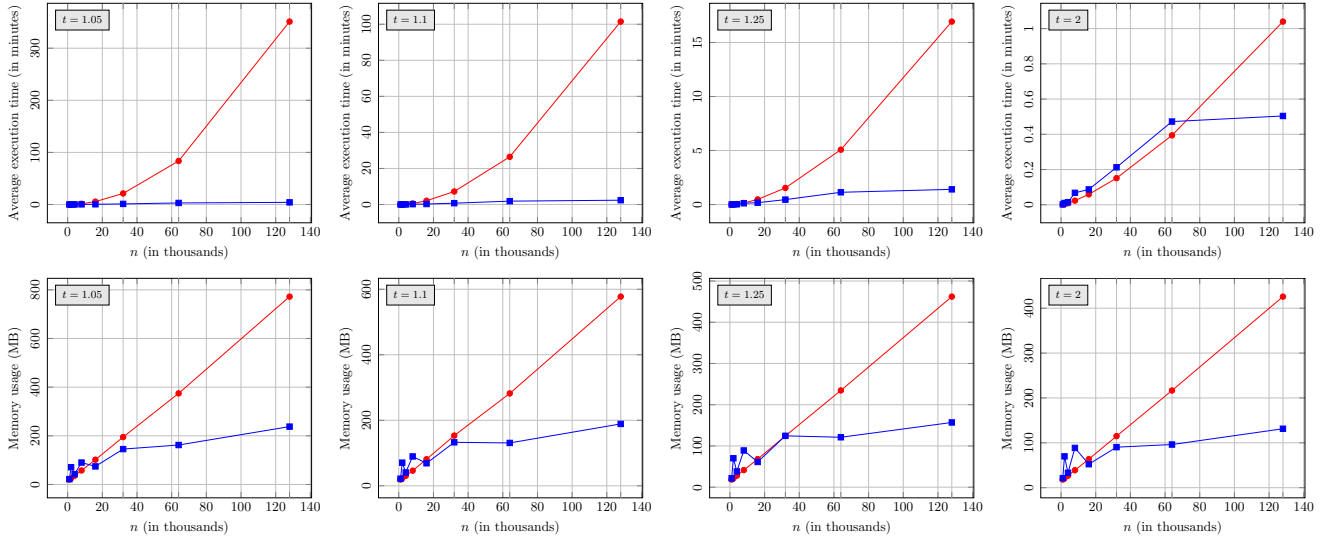 t = 1.05
Average execution time (in minutes)
0
100
200
300
0 20 40 60 80 100 120 140
n (in thousands)
t = 1.1
Average execution time (in minutes)
0
20
40
60
80
100
0 20 40 60 80 100 120 140
n (in thousands)
t = 1.25
Average execution time (in minutes)
0
5
10
15
0 20 40 60 80 100 120 140
n (in thousands)
t = 2
Average execution time (in minutes)
0
0.2
0.4
0.6
0.8
1
0 20 40 60 80 100 120 140
n (in thousands)
t = 1.05
Memory usage (MB)
0
200
400
600
800
0 20 40 60 80 100 120 140
n (in thousands)
t = 1.1
Memory usage (MB)
0
200
400
600
0 20 40 60 80 100 120 140
n (in thousands)
t = 1.25
Memory usage (MB)
0
100
200
300
400
500
0 20 40 60 80 100 120 140
n (in thousands)
t = 2
Memory usage (MB)
0
100
200
300
400
0 20 40 60 80 100 120 140
n (in thousands)